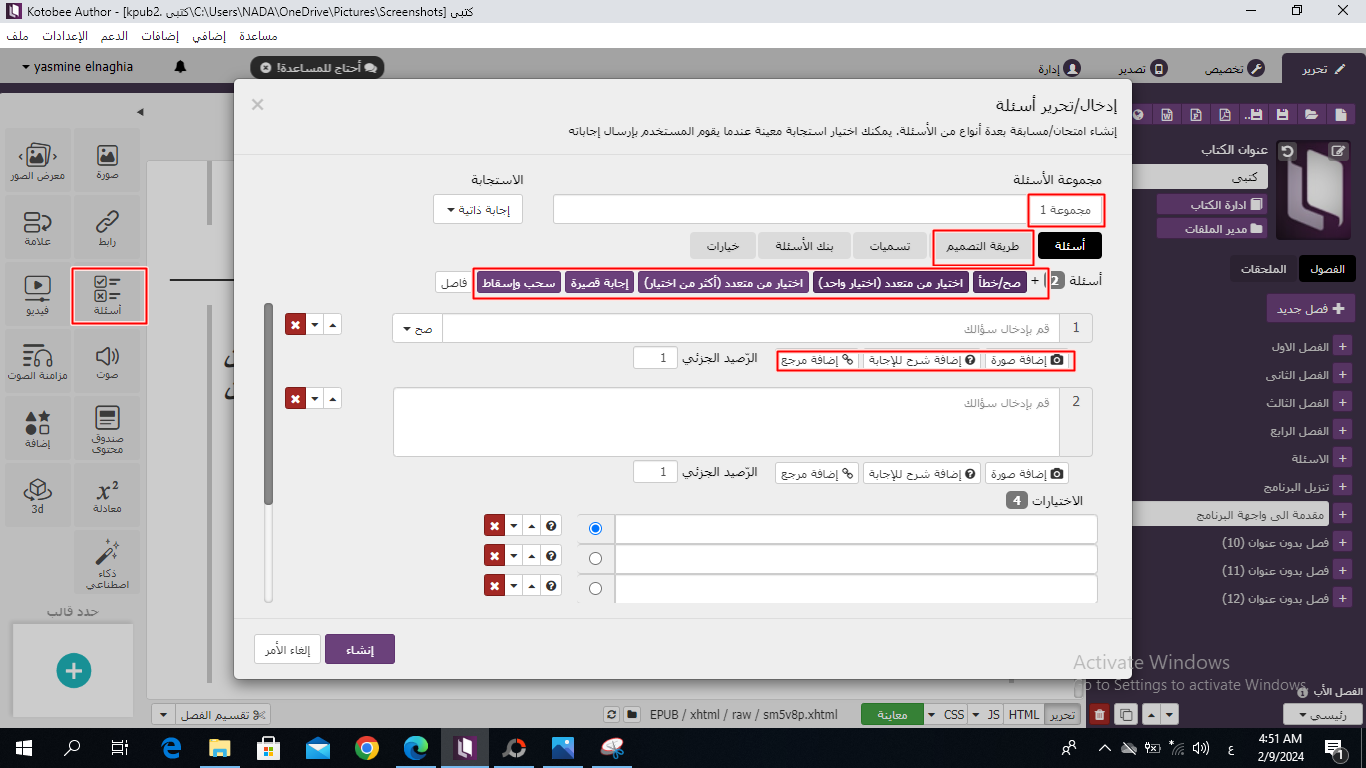 Kotobee Author - [kpub2. كتبى\C:\Users\NADA\OneDrive\Pictures\Screenshots] كتبى
ملف الإعدادات الدعم إضافات إضافي مساعدة
تحرير تخصيص تصدير إدارة
أحتاج للمساعدة!
yasmine elnaghia
عنوان الكتاب
كتبى
ادارة الكتاب
مدير الملفات
الفصول الملحقات
فصل جديد
الفصل الاول
الفصل الثانى
الفصل الثالث
الفصل الرابع
الاسئلة
تنزيل البرنامج
مقدمة الى واجهة البرنامج
فصل بدون عنوان (10)
فصل بدون عنوان (11)
فصل بدون عنوان (12)
الفصل الأب
رئيسي
إدخال/تحرير أسئلة
إنشاء امتحان/مسابقة بعدة أنواع من الأسئلة. يمكنك اختيار استجابة معينة عندما يقوم المستخدم بإرسال إجاباته
مجموعة الأسئلة
الاستجابة
مجموعة 1
إجابة ذاتية
أسئلة طريقة التصميم تسميات بنك الأسئلة خيارات
أسئلة 2 + صح/خطأ اختيار من متعدد (اختيار واحد) اختيار من متعدد (أكثر من اختيار) إجابة قصيرة سحب وإسقاط فاصل
1 قم بإدخال سؤالك صح
إضافة صورة إضافة شرح للإجابة إضافة مرجع الرّصيد الجزئي 1
2 قم بإدخال سؤالك
إضافة صورة إضافة شرح للإجابة إضافة مرجع الرّصيد الجزئي 1
الاختيارات 4
إنشاء إلغاء الأمر
صورة معرض الصور
رابط علامة
أسئلة فيديو
صوت مزامنة الصوت
صندوق محتوى إضافة
x²
معادلة 3d
ذكاء اصطناعي
حدد قالب
تقسيم الفصل
EPUB / xhtml / raw / sm5v8p.xhtml
معاينة CSS JS HTML تحرير
Activate Windows
Go to Settings to activate Windows.
ع
4:51 AM
2/9/2024
1